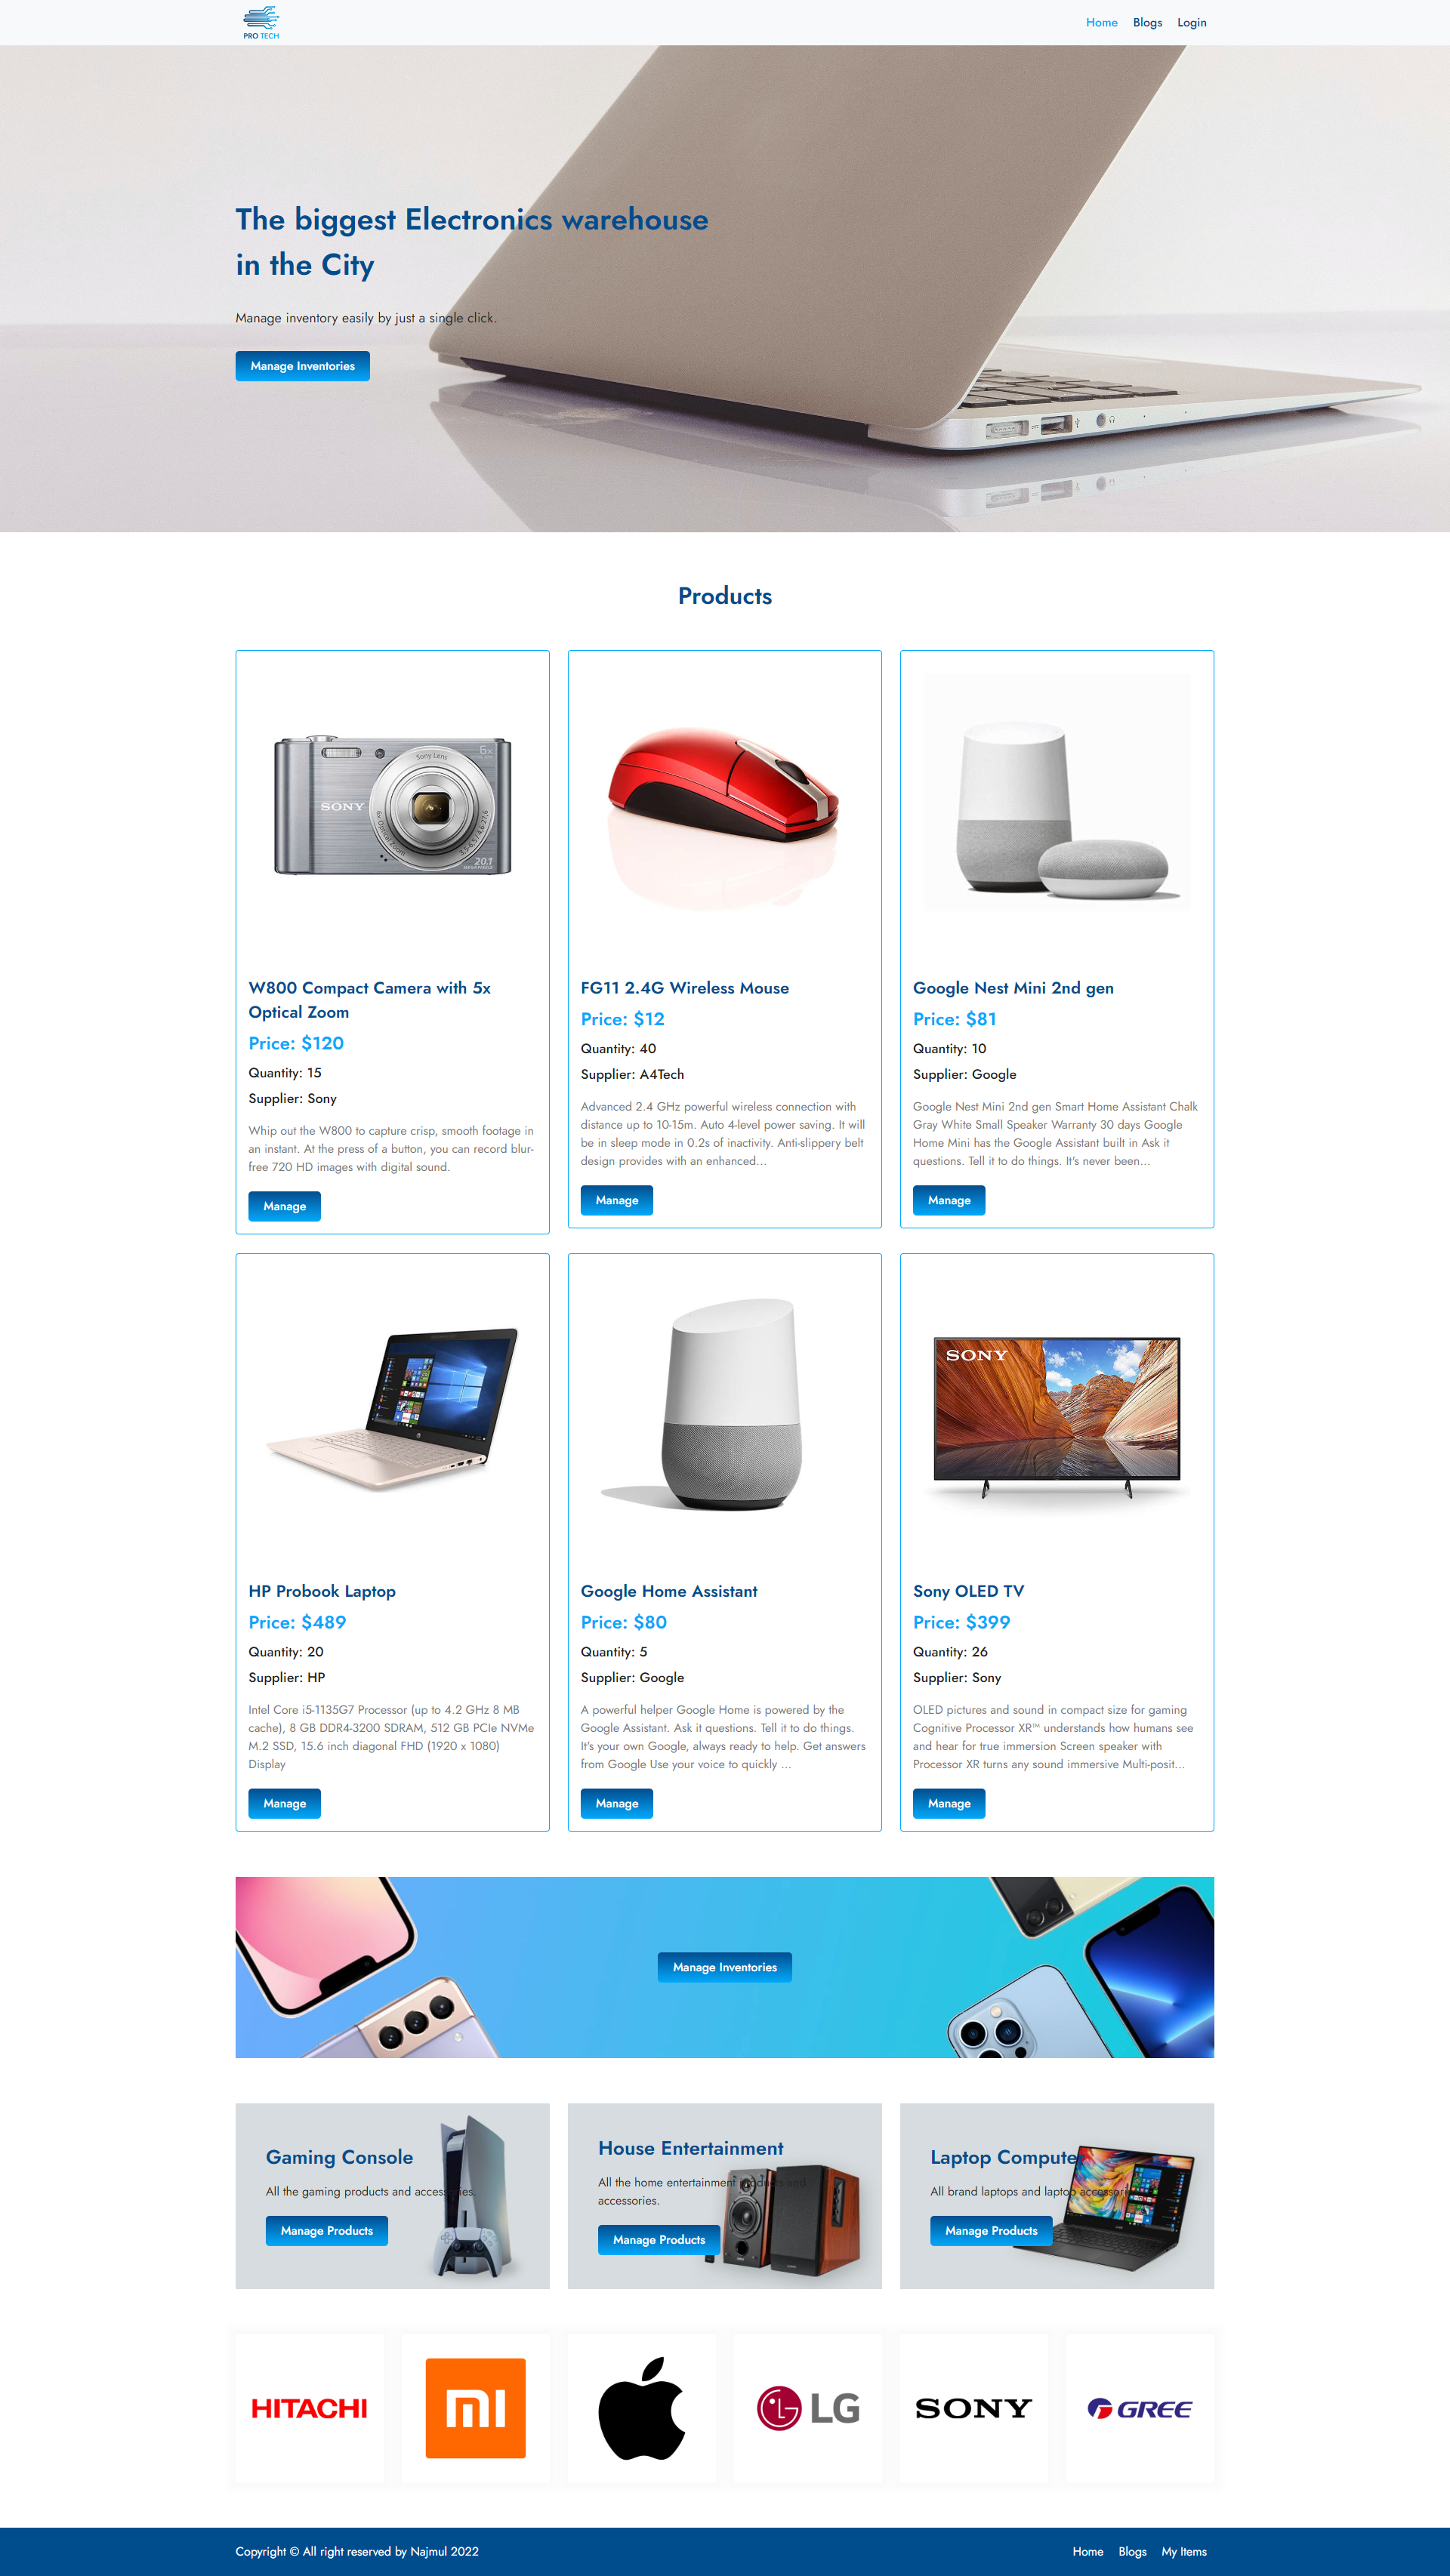 PRO TECH
Home Blogs Login
The biggest Electronics warehouse
in the City
Manage inventory easily by just a single click.
Manage Inventories
Products
Sony Lens
6x
SONY
20.1
MEGA PIXELS
W800 Compact Camera with 5x
Optical Zoom
Price: $120
Quantity: 15
Supplier: Sony
Whip out the W800 to capture crisp, smooth footage in
an instant. At the press of a button, you can record blur-
free 720 HD images with digital sound.
Manage
FG11 2.4G Wireless Mouse
Price: $12
Quantity: 40
Supplier: A4Tech
Advanced 2.4 GHz powerful wireless connection with
distance up to 10-15m. Auto 4-level power saving. It will
be in sleep mode in 0.2s of inactivity. Anti-slippery belt
design provides with an enhanced...
Manage
Google Nest Mini 2nd gen
Price: $81
Quantity: 10
Supplier: Google
Google Nest Mini 2nd gen Smart Home Assistant Chalk
Gray White Small Speaker Warranty 30 days Google
Home Mini has the Google Assistant built in Ask it
questions. Tell it to do things. It's never been...
Manage
HP Probook Laptop
Price: $489
Quantity: 20
Supplier: HP
Intel Core i5-1135G7 Processor (up to 4.2 GHz 8 MB
cache), 8 GB DDR4-3200 SDRAM, 512 GB PCIe NVMe
M.2 SSD, 15.6 inch diagonal FHD (1920 x 1080)
Display
Manage
Google Home Assistant
Price: $80
Quantity: 5
Supplier: Google
A powerful helper Google Home is powered by the
Google Assistant. Ask it questions. Tell it to do things.
It's your own Google, always ready to help. Get answers
from Google Use your voice to quickly ...
Manage
SONY
Sony OLED TV
Price: $399
Quantity: 26
Supplier: Sony
OLED pictures and sound in compact size for gaming
Cognitive Processor XR™ understands how humans see
and hear for true immersion Screen speaker with
Processor XR turns any sound immersive Multi-posit...
Manage
Manage Inventories
Gaming Console
All the gaming products and accessories.
Manage Products
House Entertainment
All the home entertainment products and
accessories.
Manage Products
Laptop Computer
All brand laptops and laptop accessories
Manage Products
HITACHI
mi
LG
SONY
GREE
Copyright © All right reserved by Najmul 2022
Home Blogs My Items